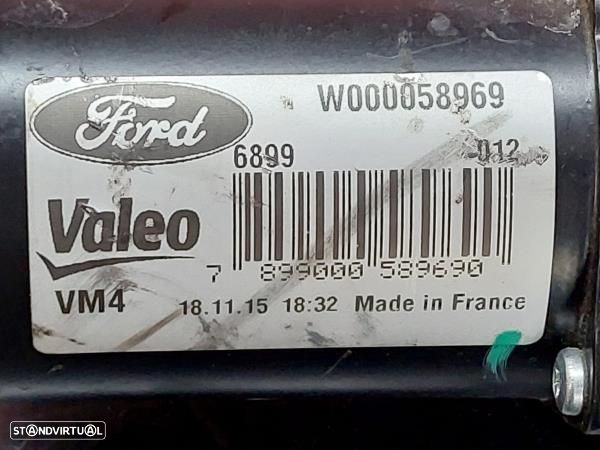 Ford
W000058969
6899 -012
Valeo
7 899000 589690
VM4 18.11.15 18:32 Made in France
STANDVIRTUAL